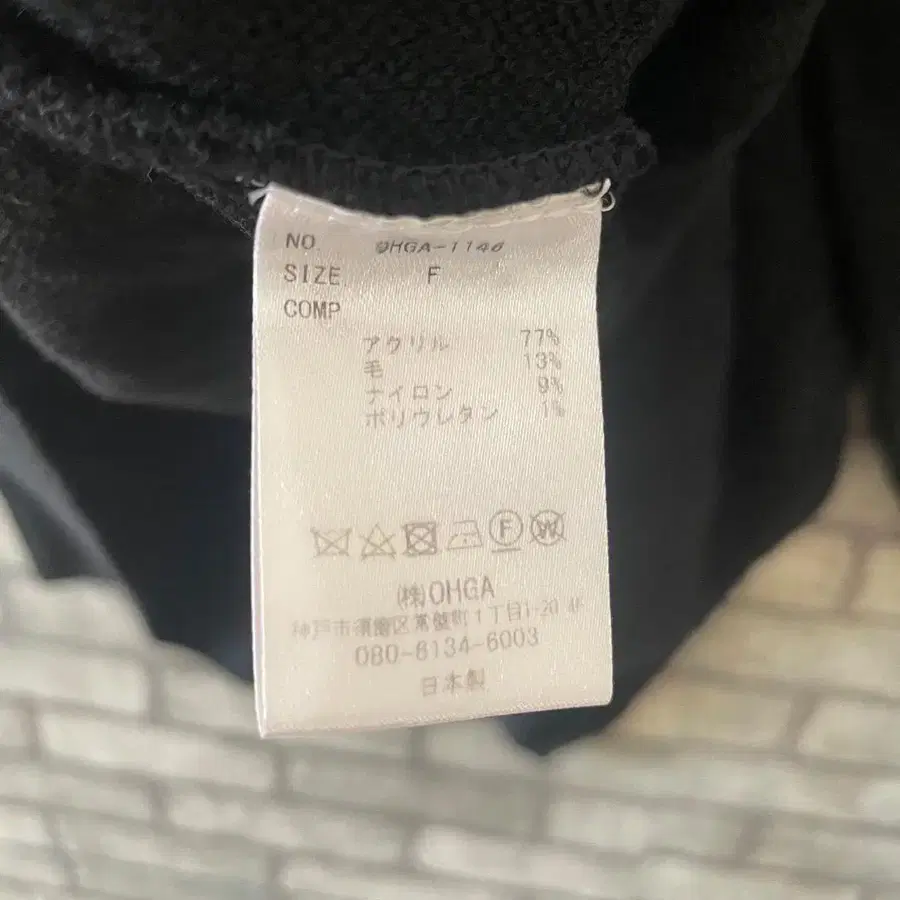 NO. OHGA-1146
SIZE F
COMP
アクリル 77%
毛 13%
ナイロン 9%
ポリウレタン 1%
F W
㈱OHGA
神戸市須磨区常盤町1丁目1-20 4F
080-6134-6003
日本製